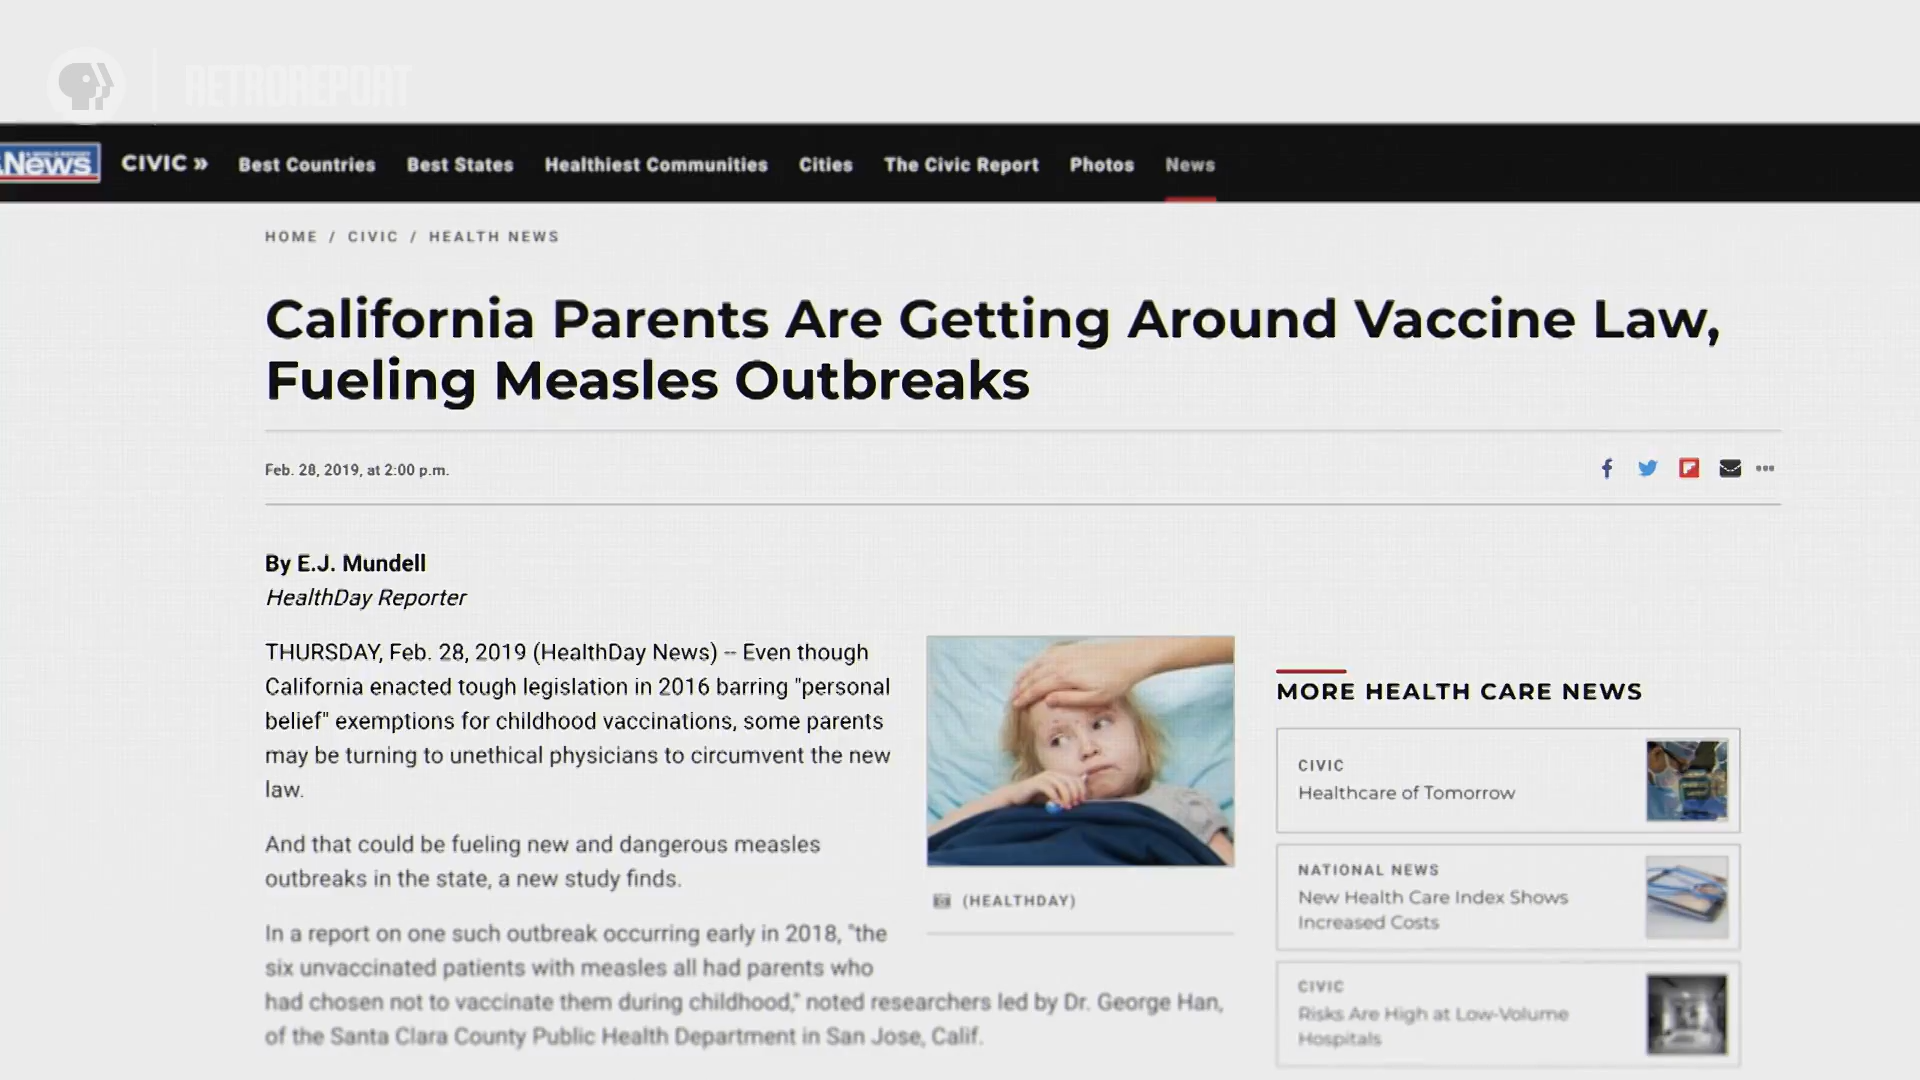 RETROREPORT
News
CIVIC »
Best Countries
Best States
Healthiest Communities
Cities
The Civic Report
Photos
News
HOME / CIVIC / HEALTH NEWS
California Parents Are Getting Around Vaccine Law,
Fueling Measles Outbreaks
Feb. 28, 2019, at 2:00 p.m.
By E.J. Mundell
HealthDay Reporter
THURSDAY, Feb. 28, 2019 (HealthDay News) -- Even though
California enacted tough legislation in 2016 barring "personal
belief" exemptions for childhood vaccinations, some parents
may be turning to unethical physicians to circumvent the new
law.
And that could be fueling new and dangerous measles
outbreaks in the state, a new study finds.
In a report on one such outbreak occurring early in 2018, "the
six unvaccinated patients with measles all had parents who
had chosen not to vaccinate them during childhood," noted researchers led by Dr. George Han,
of the Santa Clara County Public Health Department in San Jose, Calif.
(HEALTHDAY)
MORE HEALTH CARE NEWS
CIVIC
Healthcare of Tomorrow
NATIONAL NEWS
New Health Care Index Shows
Increased Costs
CIVIC
Risks Are High at Low-Volume
Hospitals